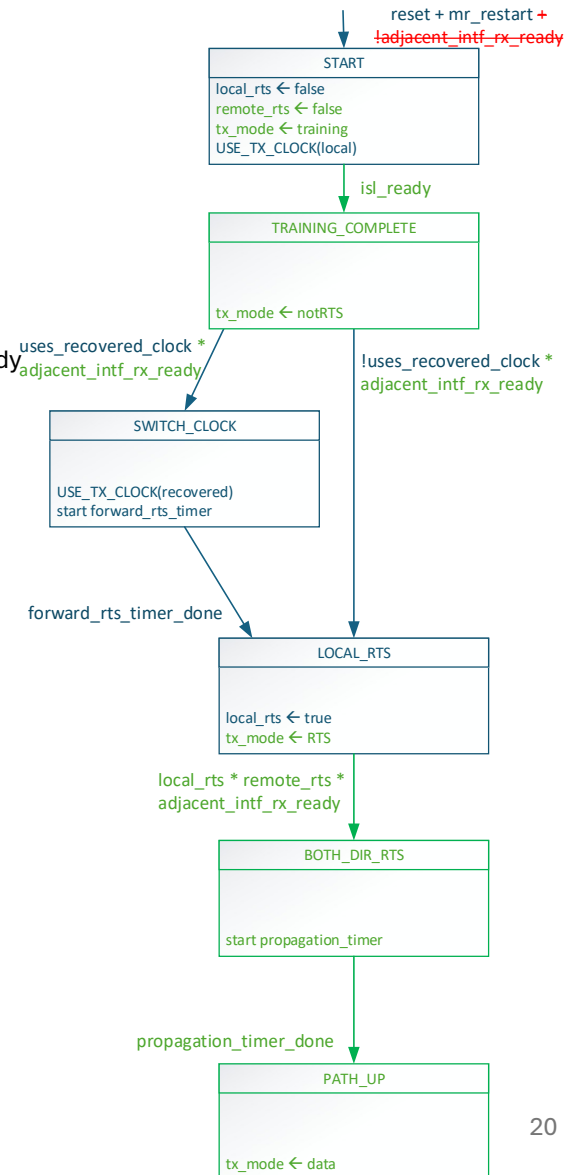 reset + mr_restart +
!adjacent_intf_rx_ready
START
local_rts ← false
remote_rts ← false
tx_mode ← training
USE_TX_CLOCK(local)
isl_ready
TRAINING_COMPLETE
tx_mode ← notRTS
dy
uses_recovered_clock *
adjacent_intf_rx_ready
!uses_recovered_clock *
adjacent_intf_rx_ready
SWITCH_CLOCK
USE_TX_CLOCK(recovered)
start forward_rts_timer
forward_rts_timer_done
LOCAL_RTS
local_rts ← true
tx_mode ← RTS
local_rts * remote_rts *
adjacent_intf_rx_ready
BOTH_DIR_RTS
start propagation_timer
propagation_timer_done
PATH_UP
tx_mode ← data
20